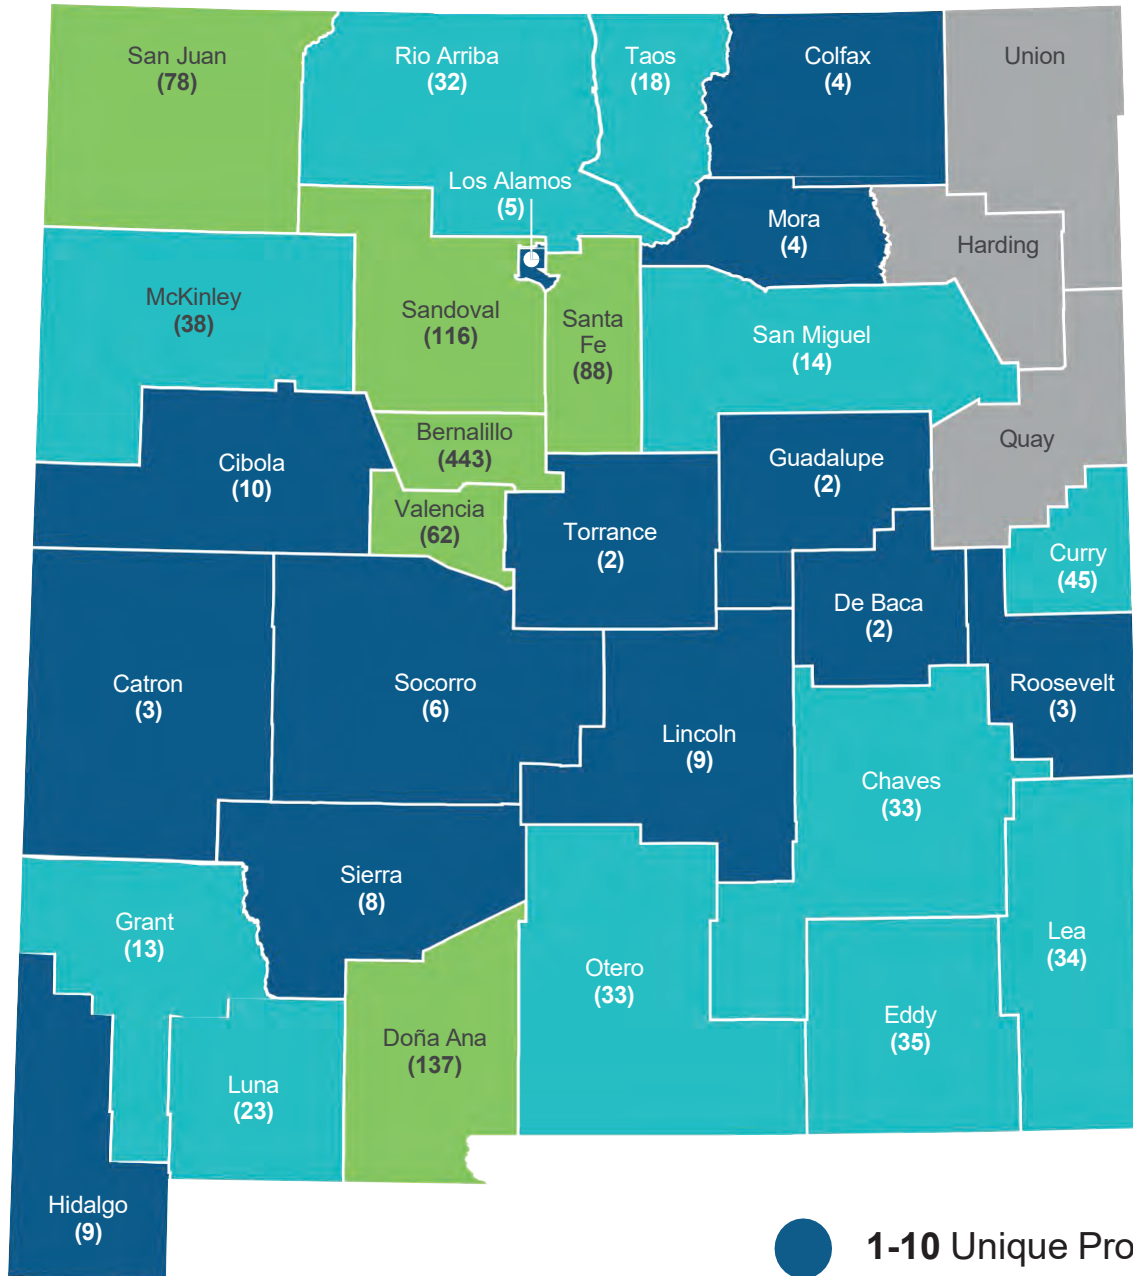 San Juan
(78)
Rio Arriba
(32)
Taos
(18)
Colfax
(4)
Union
Los Alamos
(5)
Mora
(4)
Harding
McKinley
(38)
Sandoval
(116)
Santa
Fe
(88)
San Miguel
(14)
Bernalillo
(443)
Quay
Cibola
(10)
Guadalupe
(2)
Valencia
(62)
Torrance
(2)
Curry
(45)
De Baca
(2)
Catron
(3)
Socorro
(6)
Roosevelt
(3)
Lincoln
(9)
Chaves
(33)
Sierra
(8)
Grant
(13)
Lea
(34)
Otero
(33)
Eddy
(35)
Doña Ana
(137)
Luna
(23)
Hidalgo
(9)
1-10 Unique Pro